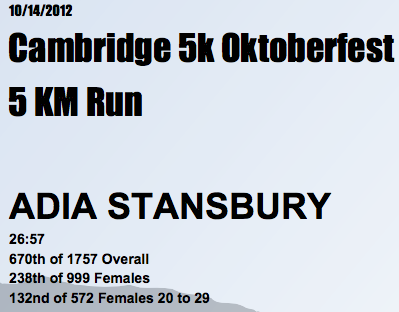 10/14/2012
Cambridge 5k Oktoberfest
5 KM Run
ADIA STANSBURY
26:57
670th of 1757 Overall
238th of 999 Females
132nd of 572 Females 20 to 29